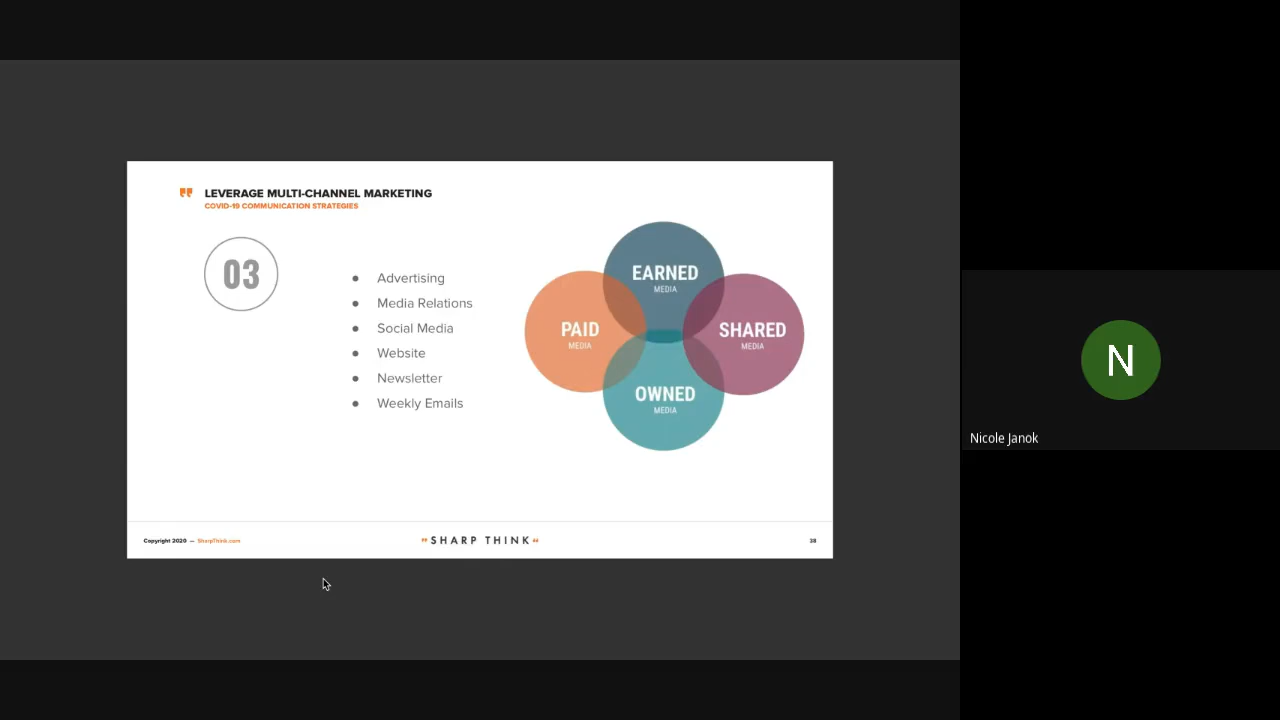 LEVERAGE MULTI-CHANNEL MARKETING
COVID-19 COMMUNICATION STRATEGIES
03
Advertising
Media Relations
Social Media
Website
Newsletter
Weekly Emails
EARNED
MEDIA
PAID
MEDIA
SHARED
MEDIA
OWNED
MEDIA
Copyright 2020 — SharpThink.com
SHARP THINK
38
N
Nicole Janok